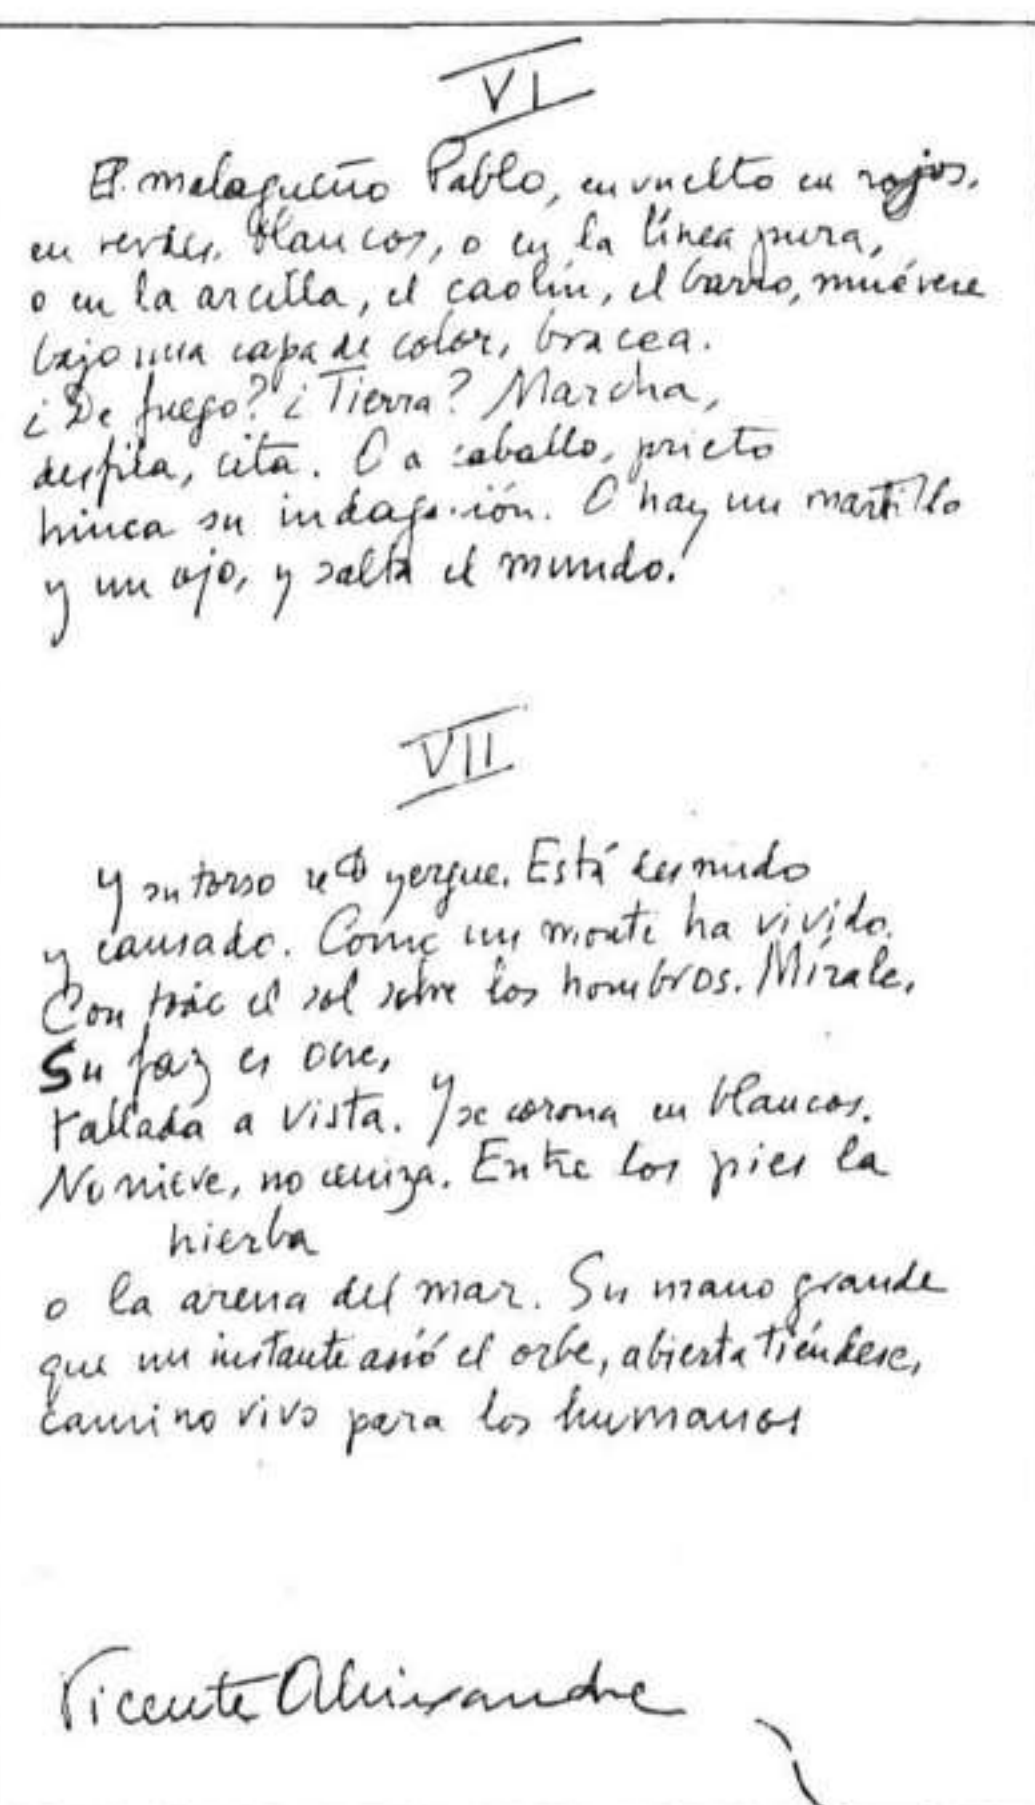 VI
El malagueño Pablo, envuelto en rojos,
en verdes, blancos, o en la línea pura,
o en la arcilla, el caolín, el barro, muévese
bajo una capa de color, bracea.
¿De fuego? ¿Tierra? Marcha,
desfila, cita. O a caballo, prieto
hinca su indagación. O hay un martillo
y un ojo, y salta el mundo.
VII
Y su torso se yergue. Está desnudo
y cansado. Como un monte ha vivido.
Con todo el sol sobre los hombros. Mírale,
Su faz es ocre,
tallada a vista. Y se corona en blancos.
No nieve, no ceniza. Entre los pies la
hierba
o la arena del mar. Su mano grande
que un instante asió el orbe, abierta tiéndese,
camino vivo para los humanos
Vicente Aleixandre